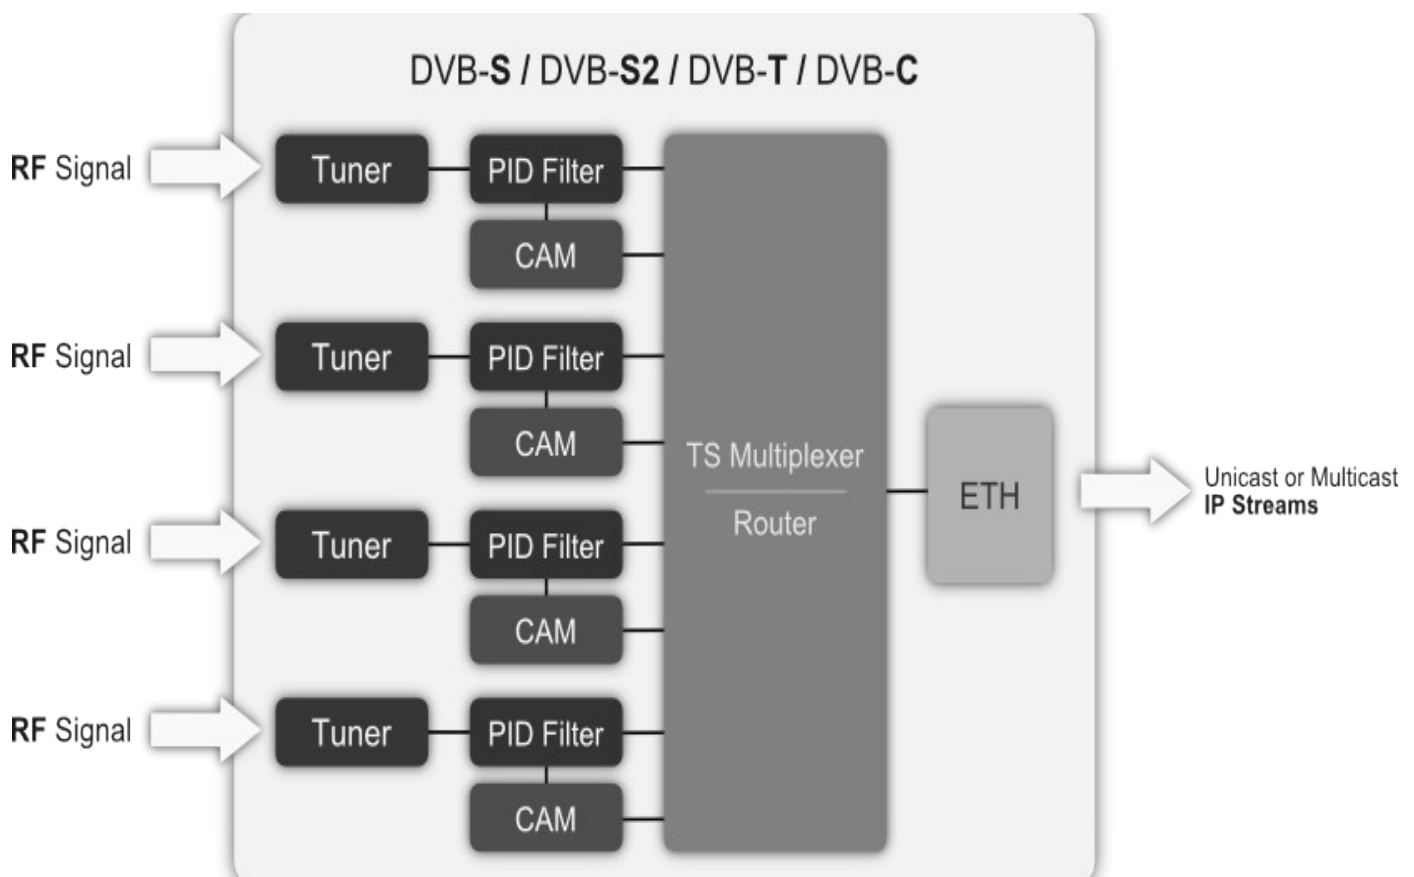 DVB-S / DVB-S2 / DVB-T / DVB-C
RF Signal
Tuner
PID Filter
CAM
RF Signal
Tuner
PID Filter
CAM
RF Signal
Tuner
PID Filter
CAM
RF Signal
Tuner
PID Filter
CAM
TS Multiplexer
Router
ETH
Unicast or Multicast
IP Streams